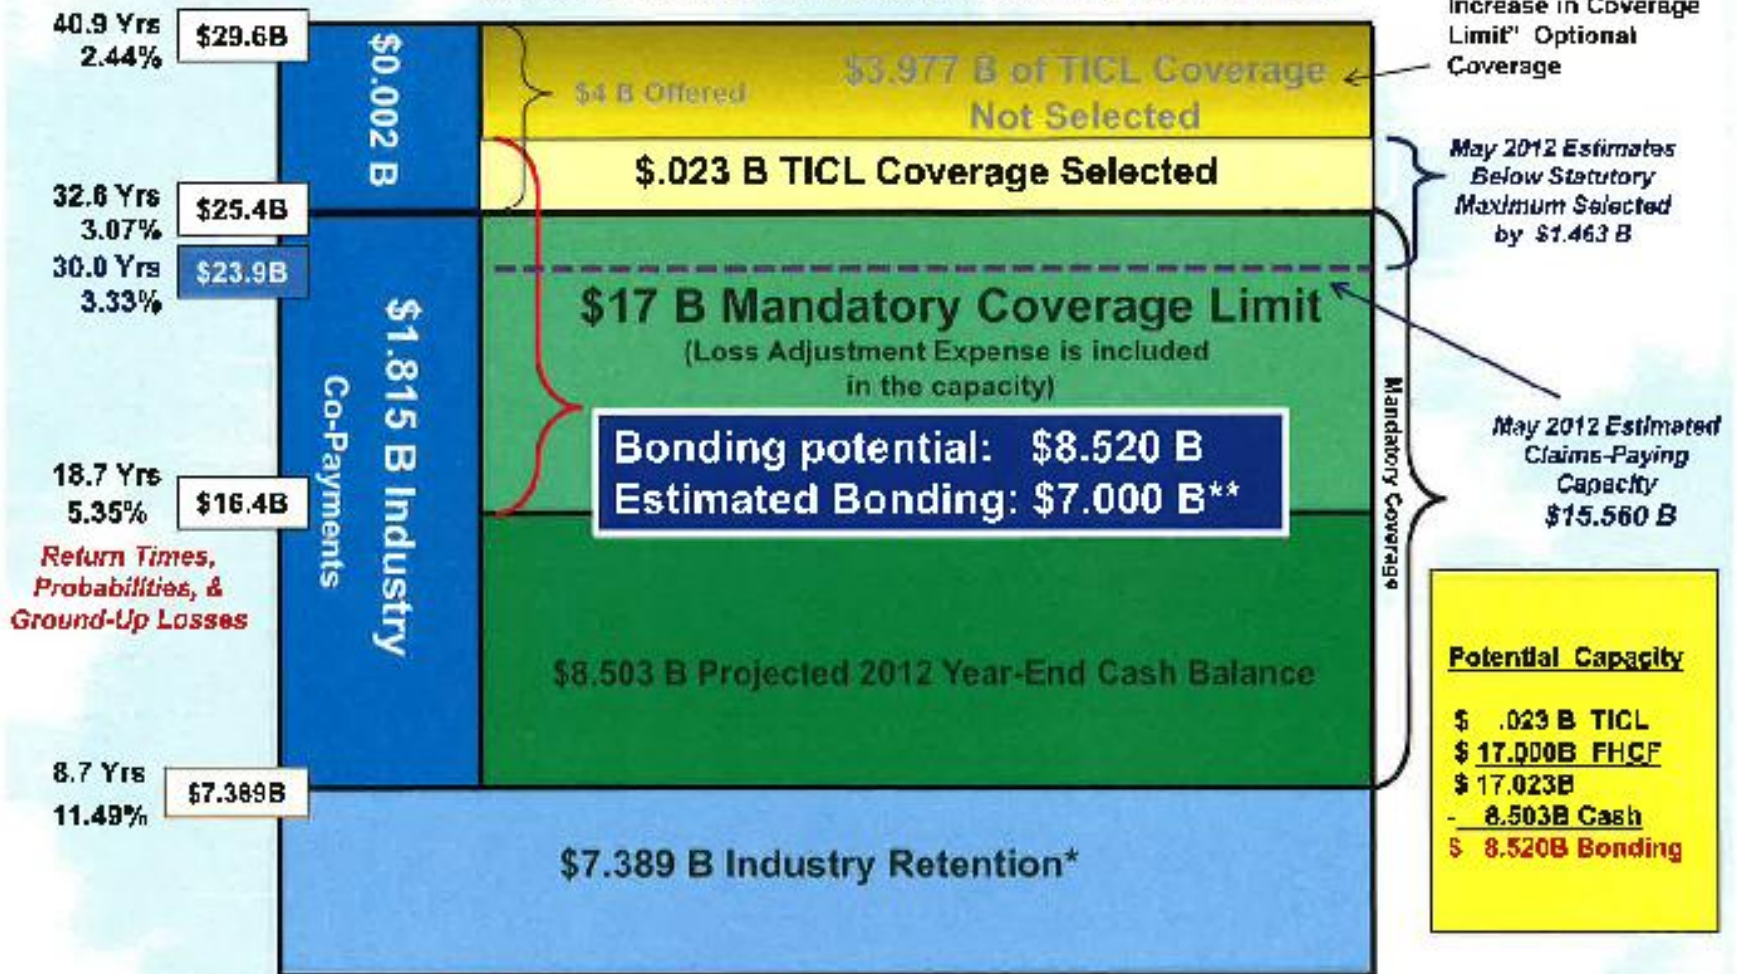 40.9 Yrs
2.44%
$29.6B
$0.002 B
$4 B Offered
$3.977 B of TICL Coverage
Not Selected
Increase in Coverage
Limit" Optional
Coverage
$.023 B TICL Coverage Selected
May 2012 Estimates
Below Statutory
Maximum Selected
by $1.463 B
32.6 Yrs
3.07%
$25.4B
30.0 Yrs
3.33%
$23.9B
$17 B Mandatory Coverage Limit
(Loss Adjustment Expense is included
in the capacity)
$1.815 B Industry
Co-Payments
Bonding potential: $8.520 B
Estimated Bonding: $7.000 B**
Mandatory Coverage
May 2012 Estimated
Claims-Paying
Capacity
$15.560 B
18.7 Yrs
5.35%
$16.4B
Return Times,
Probabilities, &
Ground-Up Losses
$8.503 B Projected 2012 Year-End Cash Balance
8.7 Yrs
11.49%
$7.389B
$7.389 B Industry Retention*
Potential Capacity
$ .023 B TICL
$ 17.000B FHCF
$ 17.023B
- 8.503B Cash
$ 8.520B Bonding